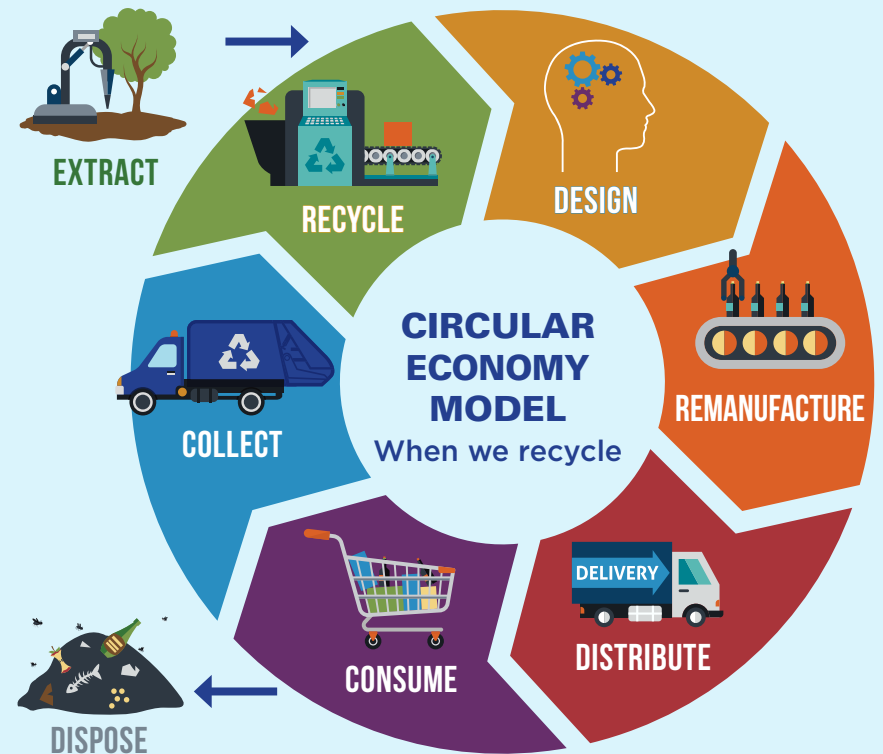 EXTRACT
RECYCLE
DESIGN
CIRCULAR
ECONOMY
MODEL
When we recycle
REMANUFACTURE
COLLECT
DELIVERY
DISTRIBUTE
CONSUME
DISPOSE